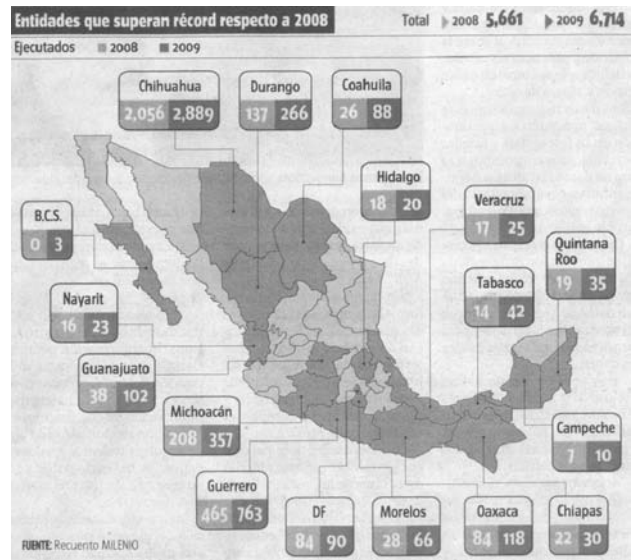 Entidades que superan récord respecto a 2008
Total 2008 5,661 2009 6,714
Ejecutados 2008 2009
Chihuahua
2,056 2,889
Durango
137 266
Coahuila
26 88
Hidalgo
18 20
Veracruz
17 25
Quintana
Roo
19 35
B.C.S.
0 3
Tabasco
14 42
Nayarit
16 23
Guanajuato
38 102
Michoacán
208 357
Campeche
7 10
Guerrero
465 763
DF
84 90
Morelos
28 66
Oaxaca
84 118
Chiapas
22 30
FUENTE: Recuento MILENIO